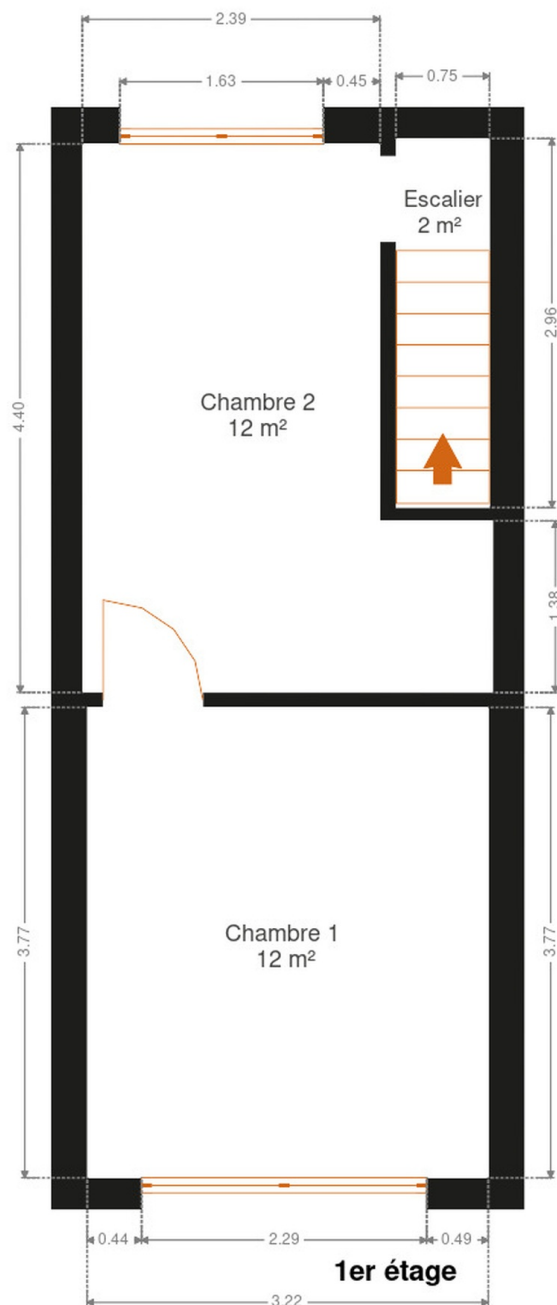 2.39
1.63
0.45
0.75
Escalier
2 m²
2.96
4.40
Chambre 2
12 m²
1.38
3.77
Chambre 1
12 m²
3.77
0.44
2.29
0.49
1er étage
3.22